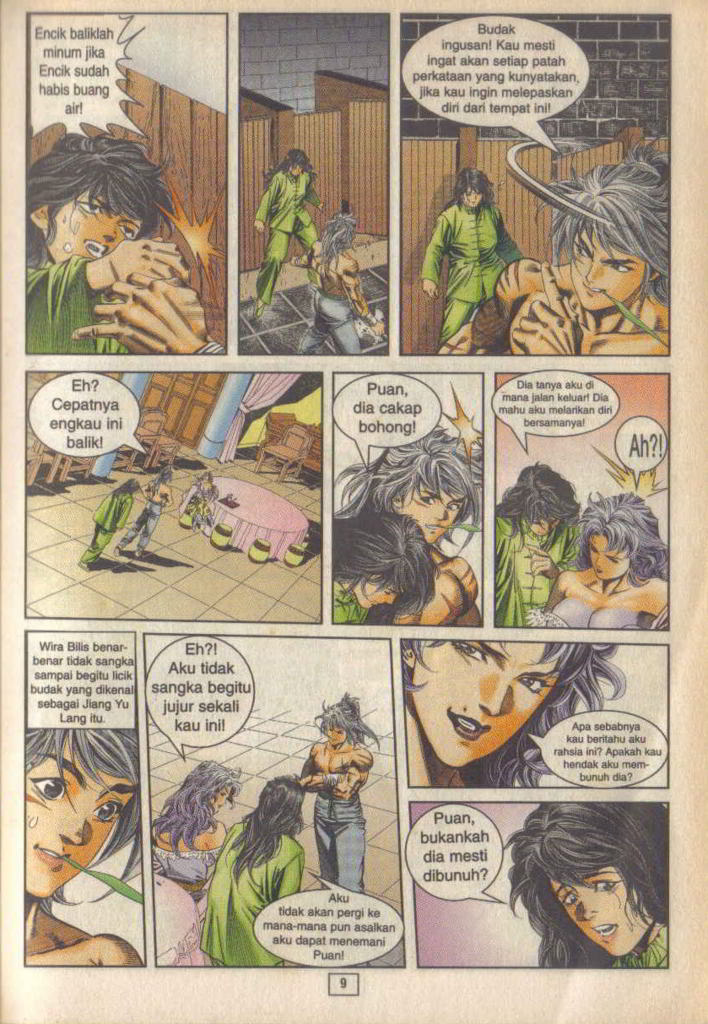 Encik baliklah
minum jika
Encik sudah
habis buang
air!
Budak
ingusan! Kau mesti
ingat akan setiap patah
perkataan yang kunyatakan,
jika kau ingin melepaskan
diri dari tempat ini!
Eh?
Cepatnya
engkau ini
balik!
Puan,
dia cakap
bohong!
Dia tanya aku di
mana jalan keluar! Dia
mahu aku melarikan diri
bersamanya!
Ah?!
Wira Bilis benar-
benar tidak sangka
sampai begitu licik
budak yang dikenal
sebagai Jiang Yu
Lang itu.
Eh?!
Aku tidak
sangka begitu
jujur sekali
kau ini!
Aku
tidak akan pergi ke
mana-mana pun asalkan
aku dapat menemani
Puan!
Apa sebabnya
kau beritahu aku
rahsia ini? Apakah kau
hendak aku mem-
bunuh dia?
Puan,
bukankah
dia mesti
dibunuh?
9